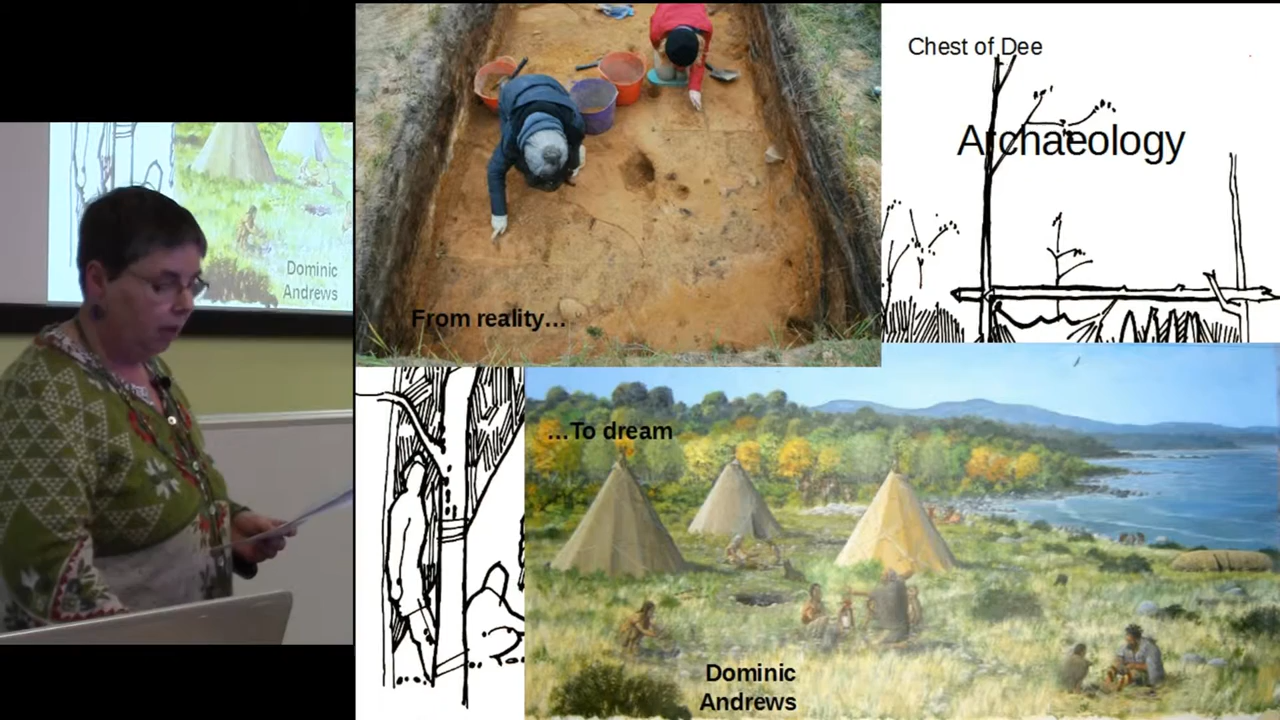 Chest of Dee
Archaeology
From reality...
...To dream
Dominic
Andrews
Dominic
Andrews